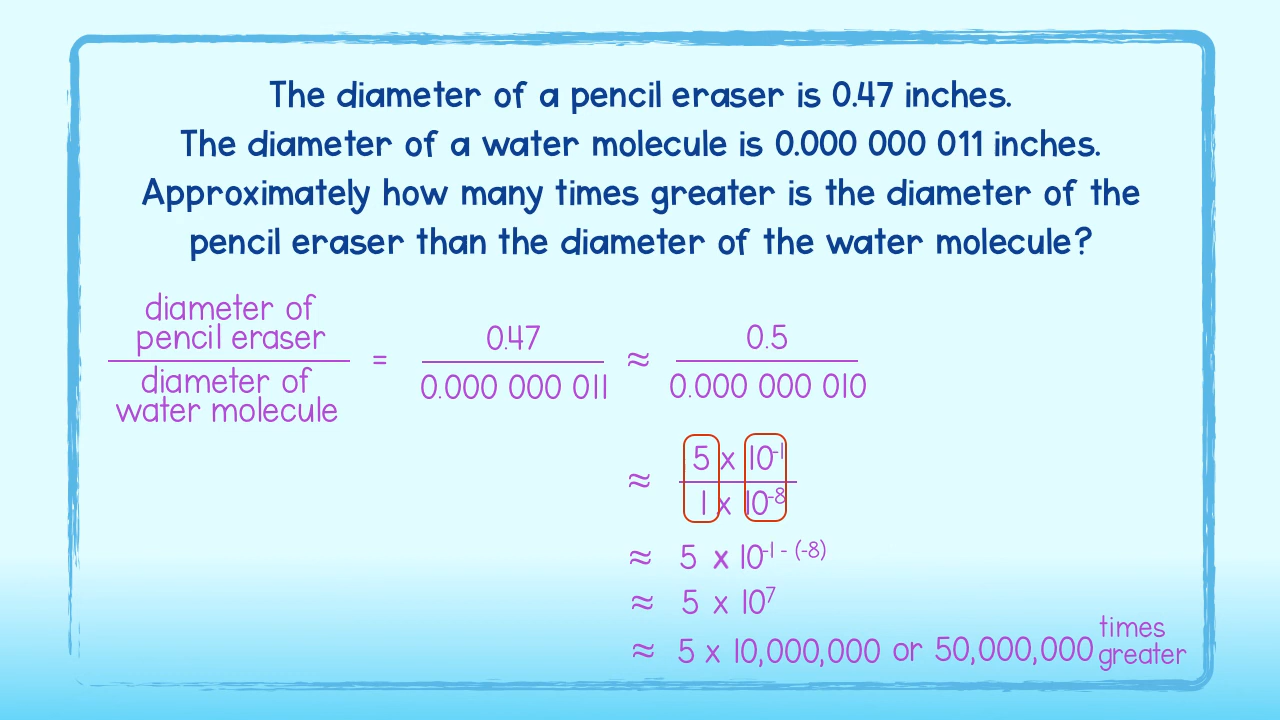 The diameter of a pencil eraser is 0.47 inches.
The diameter of a water molecule is 0.000 000 011 inches.
Approximately how many times greater is the diameter of the
pencil eraser than the diameter of the water molecule?
diameter of
pencil eraser
diameter of
water molecule
=
0.47
0.000 000 011
≈
0.5
0.000 000 010
≈
5 x 10⁻¹
1 x 10⁻⁸
≈ 5 x 10⁻¹ ⁻ ⁽⁻⁸⁾
≈ 5 x 10⁷
≈ 5 x 10,000,000 or 50,000,000 times
greater